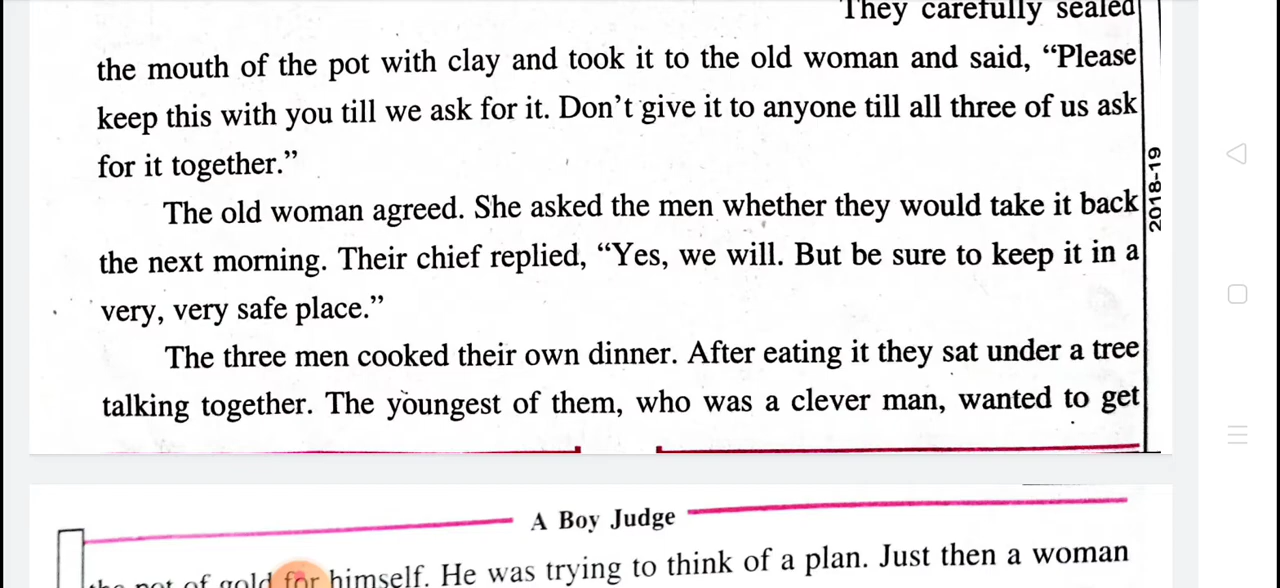 They carefully sealed
the mouth of the pot with clay and took it to the old woman and said, “Please
keep this with you till we ask for it. Don’t give it to anyone till all three of us ask
for it together.”
The old woman agreed. She asked the men whether they would take it back
the next morning. Their chief replied, “Yes, we will. But be sure to keep it in a
very, very safe place.”
The three men cooked their own dinner. After eating it they sat under a tree
talking together. The youngest of them, who was a clever man, wanted to get
2018-19
A Boy Judge
the pot of gold for himself. He was trying to think of a plan. Just then a woman